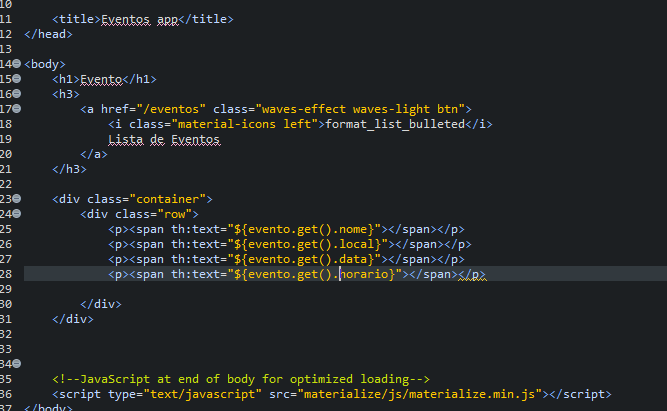 10
11 <title>Eventos app</title>
12 </head>
13
14 <body>
15 <h1>Evento</h1>
16 <h3>
17 <a href="/eventos" class="waves-effect waves-light btn">
18 <i class="material-icons left">format_list_bulleted</i>
19 Lista de Eventos
20 </a>
21 </h3>
22
23 <div class="container">
24 <div class="row">
25 <p><span th:text="${evento.get().nome}"></span></p>
26 <p><span th:text="${evento.get().local}"></span></p>
27 <p><span th:text="${evento.get().data}"></span></p>
28 <p><span th:text="${evento.get().horario}"></span></p>
29
30 </div>
31 </div>
32
33
34
35 <!--JavaScript at end of body for optimized loading-->
36 <script type="text/javascript" src="materialize/js/materialize.min.js"></script>
37 </body>